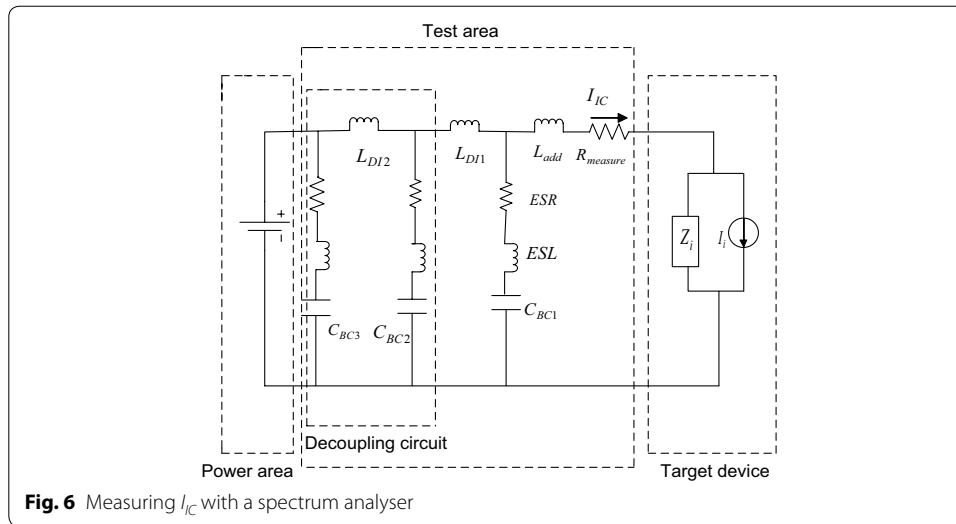 Test area
I_IC
L_DI2
L_DI1
L_add
R_measure
ESR
+
Z_i
I_i
ESL
C_BC3
C_BC2
C_BC1
Decoupling circuit
Power area
Target device
Fig. 6 Measuring I_IC with a spectrum analyser